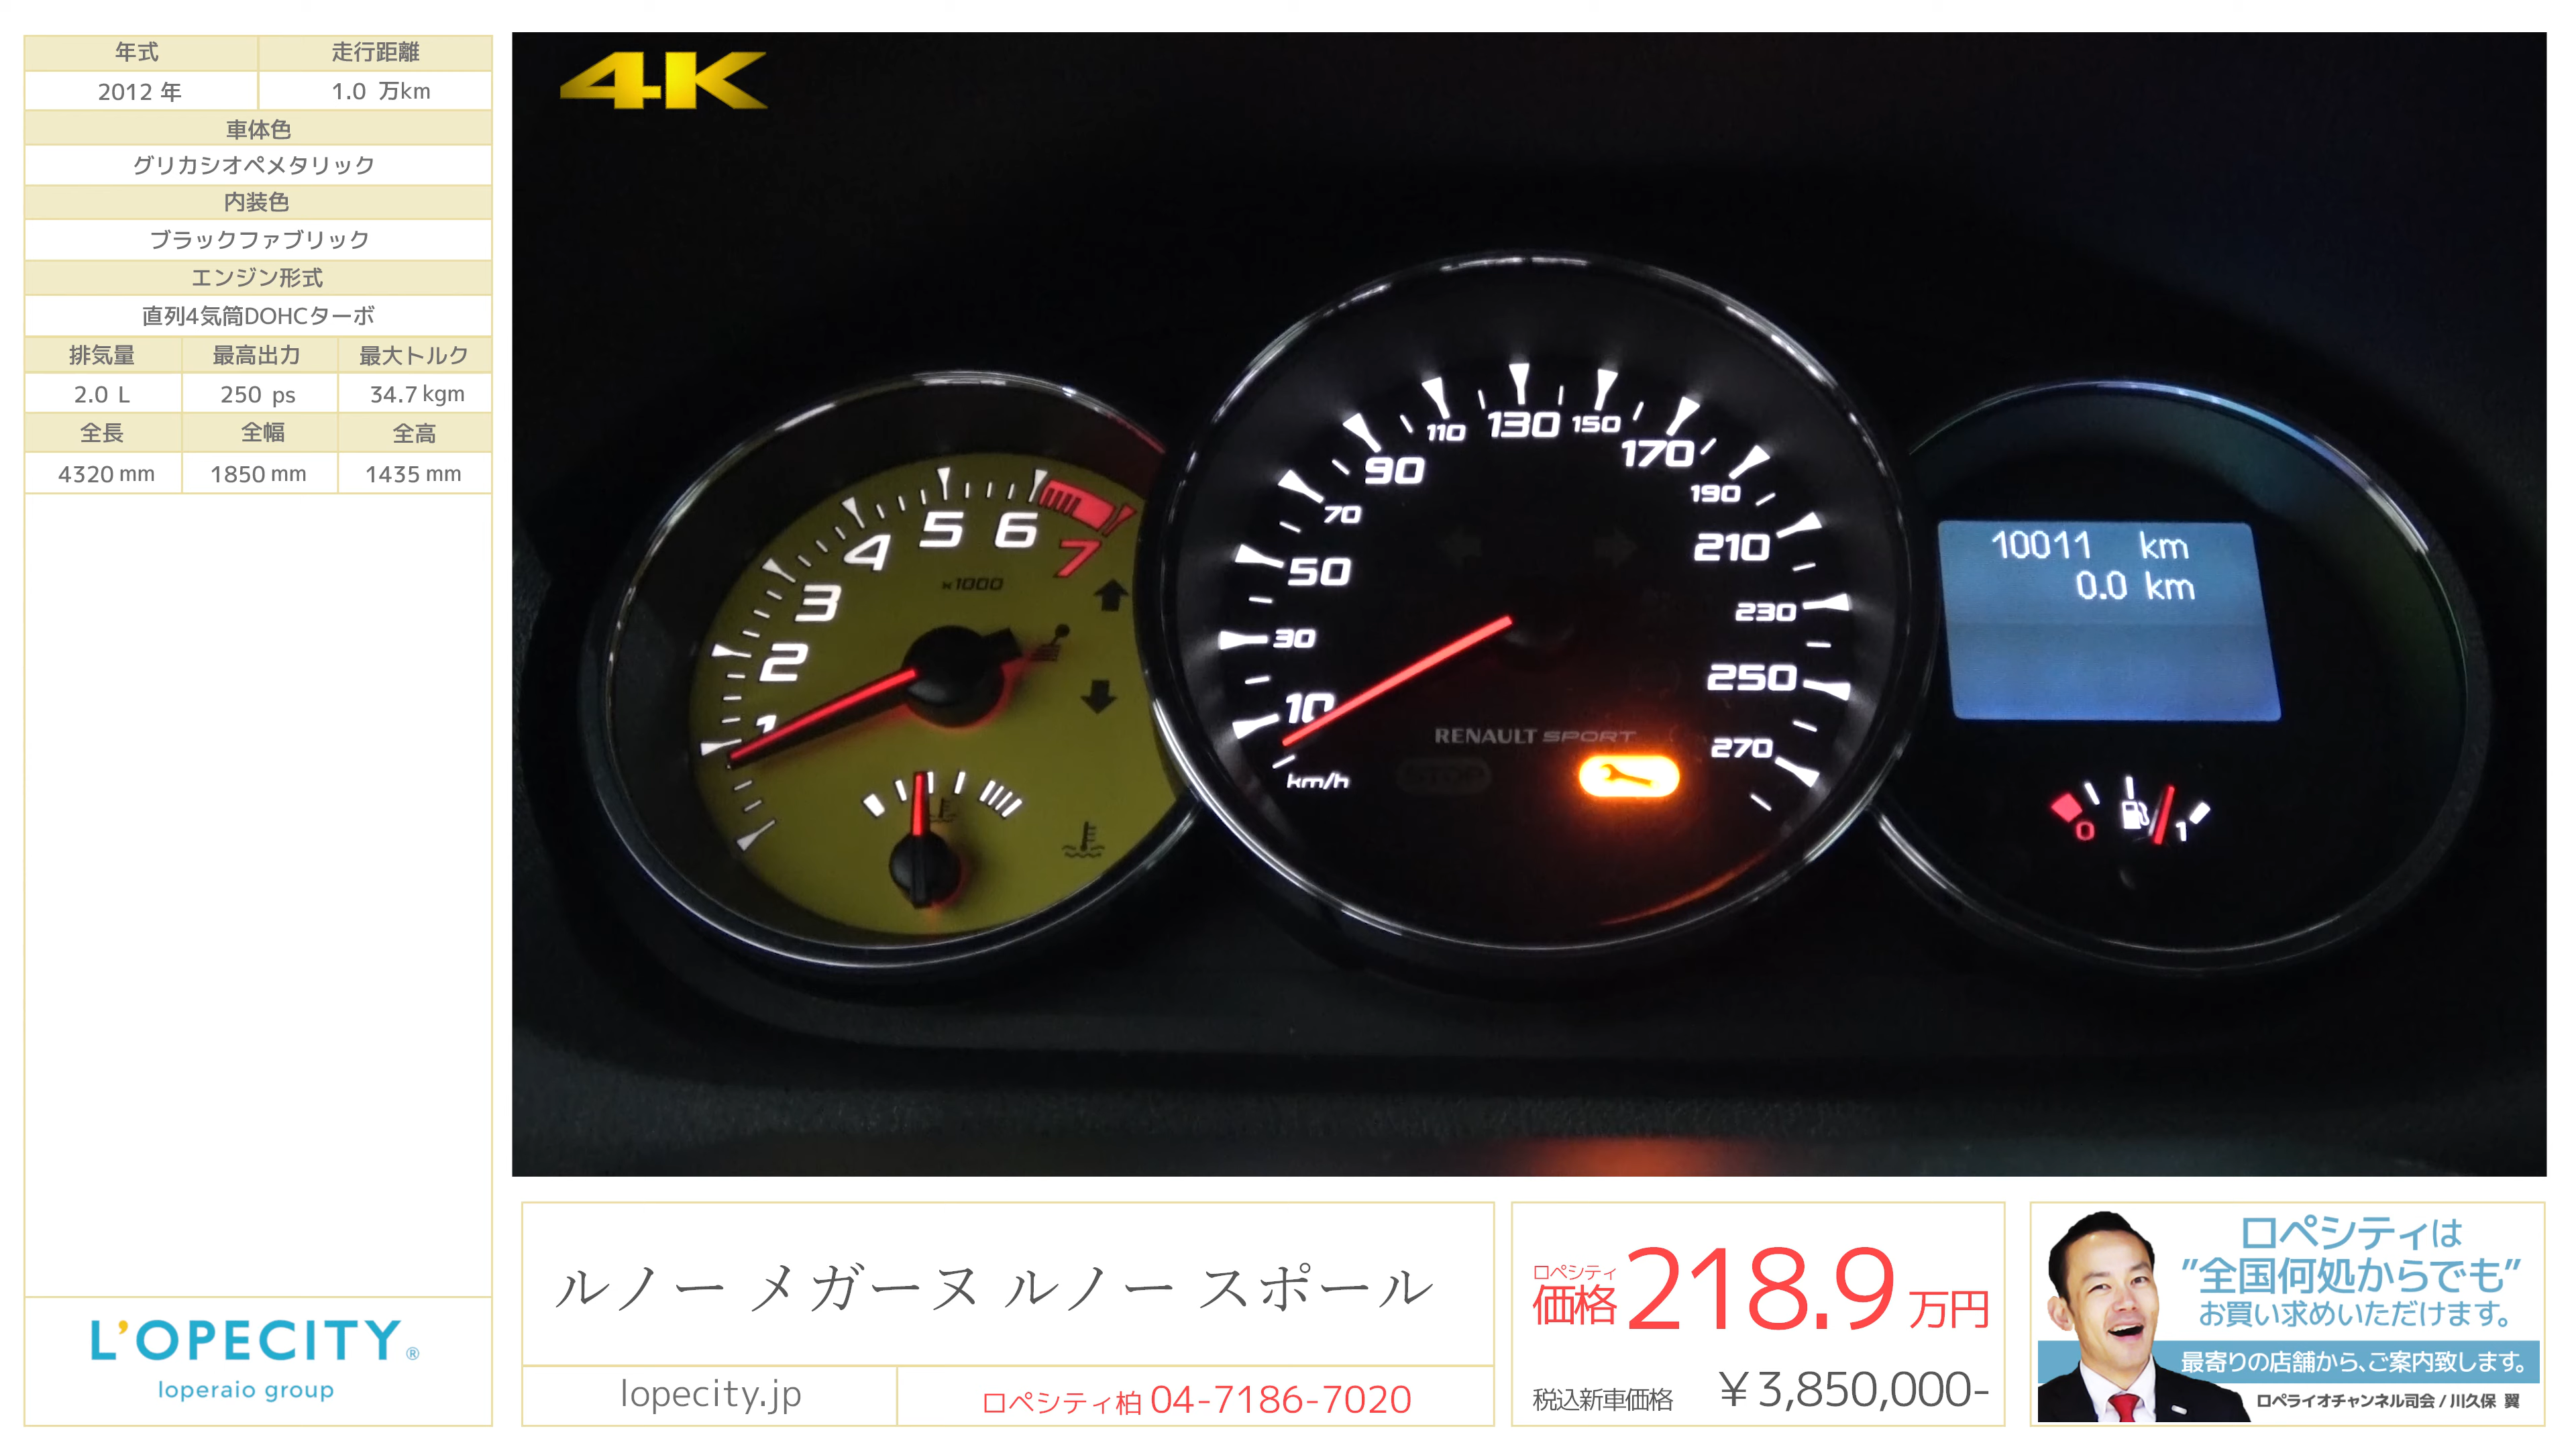 年式 走行距離
2012 年 1.0 万km
車体色
グリカシオペメタリック
内装色
ブラックファブリック
エンジン形式
直列4気筒DOHCターボ
排気量 最高出力 最大トルク
2.0 L 250 ps 34.7 kgm
全長 全幅 全高
4320 mm 1850 mm 1435 mm
L'OPECITY®
loperaio group
4K
1
2
3
4
5
6
7
x1000
10
30
50
70
90
110
130
150
170
190
210
230
250
270
km/h
RENAULT SPORT
STOP
10011 km
0.0 km
0 1
ルノー メガーヌ ルノー スポール
lopecity.jp
ロペシティ柏 04-7186-7020
ロペシティ
価格 218.9 万円
税込新車価格 ￥3,850,000-
ロペシティは
"全国何処からでも"
お買い求めいただけます。
最寄りの店舗から、ご案内致します。
ロペライオチャンネル司会 / 川久保 翼